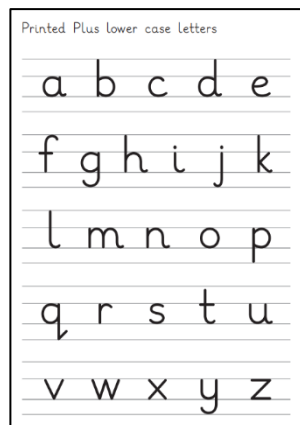 Printed Plus lower case letters
a b c d e
f g h i j k
l m n o p
q r s t u
v w x y z